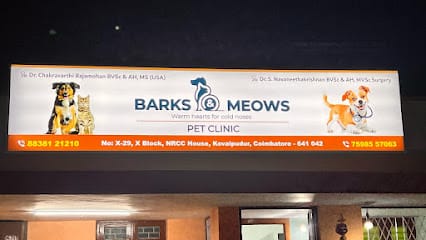 Dr. Chakravarthi Rajamohan BVSc & AH, MS (USA)
Dr. S. Navaneethakrishnan BVSc & AH, MVSc Surgery
BARKS & MEOWS
Warm hearts for cold noses
PET CLINIC
88381 21210
No: X-29, X Block, NRCC House, Kovaipudur, Coimbatore - 641 042
75985 57063